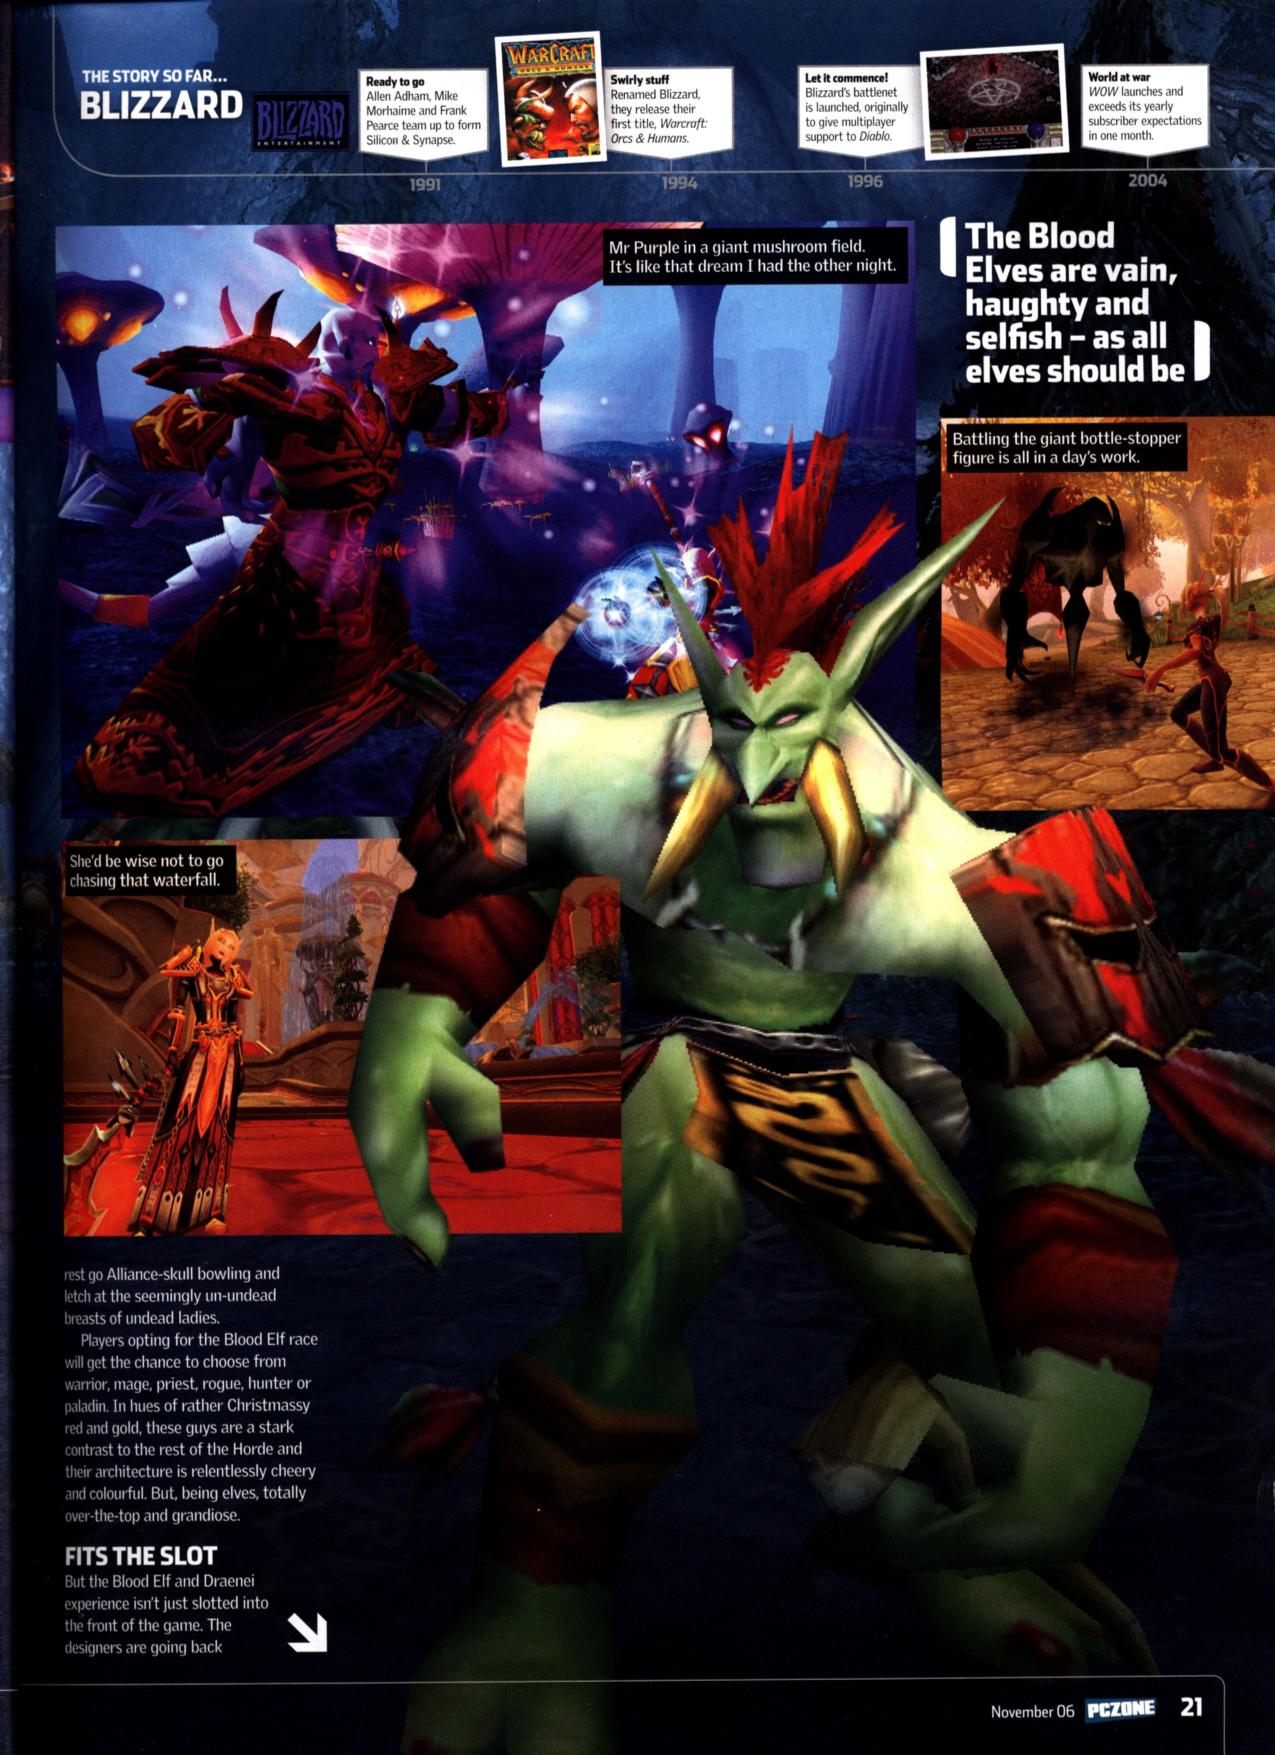 THE STORY SO FAR...
BLIZZARD
BLIZZARD
ENTERTAINMENT
Ready to go
Allen Adham, Mike
Morhaime and Frank
Pearce team up to form
Silicon & Synapse.
WARCRAFT
ORCS & HUMANS
Swirly stuff
Renamed Blizzard,
they release their
first title, Warcraft:
Orcs & Humans.
Let it commence!
Blizzard's battlenet
is launched, originally
to give multiplayer
support to Diablo.
World at war
WOW launches and
exceeds its yearly
subscriber expectations
in one month.
1991
1994
1996
2004
Mr Purple in a giant mushroom field.
It's like that dream I had the other night.
The Blood
Elves are vain,
haughty and
selfish – as all
elves should be
Battling the giant bottle-stopper
figure is all in a day's work.
She'd be wise not to go
chasing that waterfall.
rest go Alliance-skull bowling and
letch at the seemingly un-undead
breasts of undead ladies.
Players opting for the Blood Elf race
will get the chance to choose from
warrior, mage, priest, rogue, hunter or
paladin. In hues of rather Christmassy
red and gold, these guys are a stark
contrast to the rest of the Horde and
their architecture is relentlessly cheery
and colourful. But, being elves, totally
over-the-top and grandiose.
FITS THE SLOT
But the Blood Elf and Draenei
experience isn't just slotted into
the front of the game. The
designers are going back
November 06 PCZONE 21